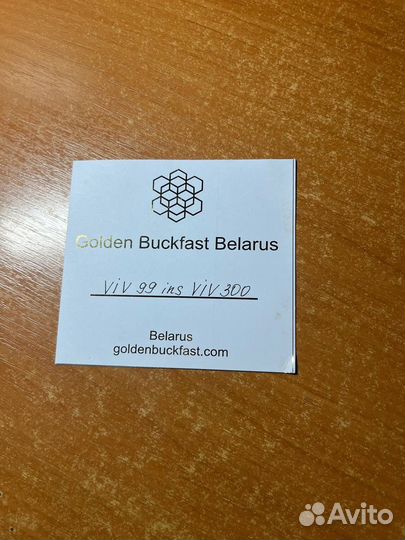 Golden Buckfast Belarus
ViV 99 ins ViV 300
Belarus
goldenbuckfast.com
Avito